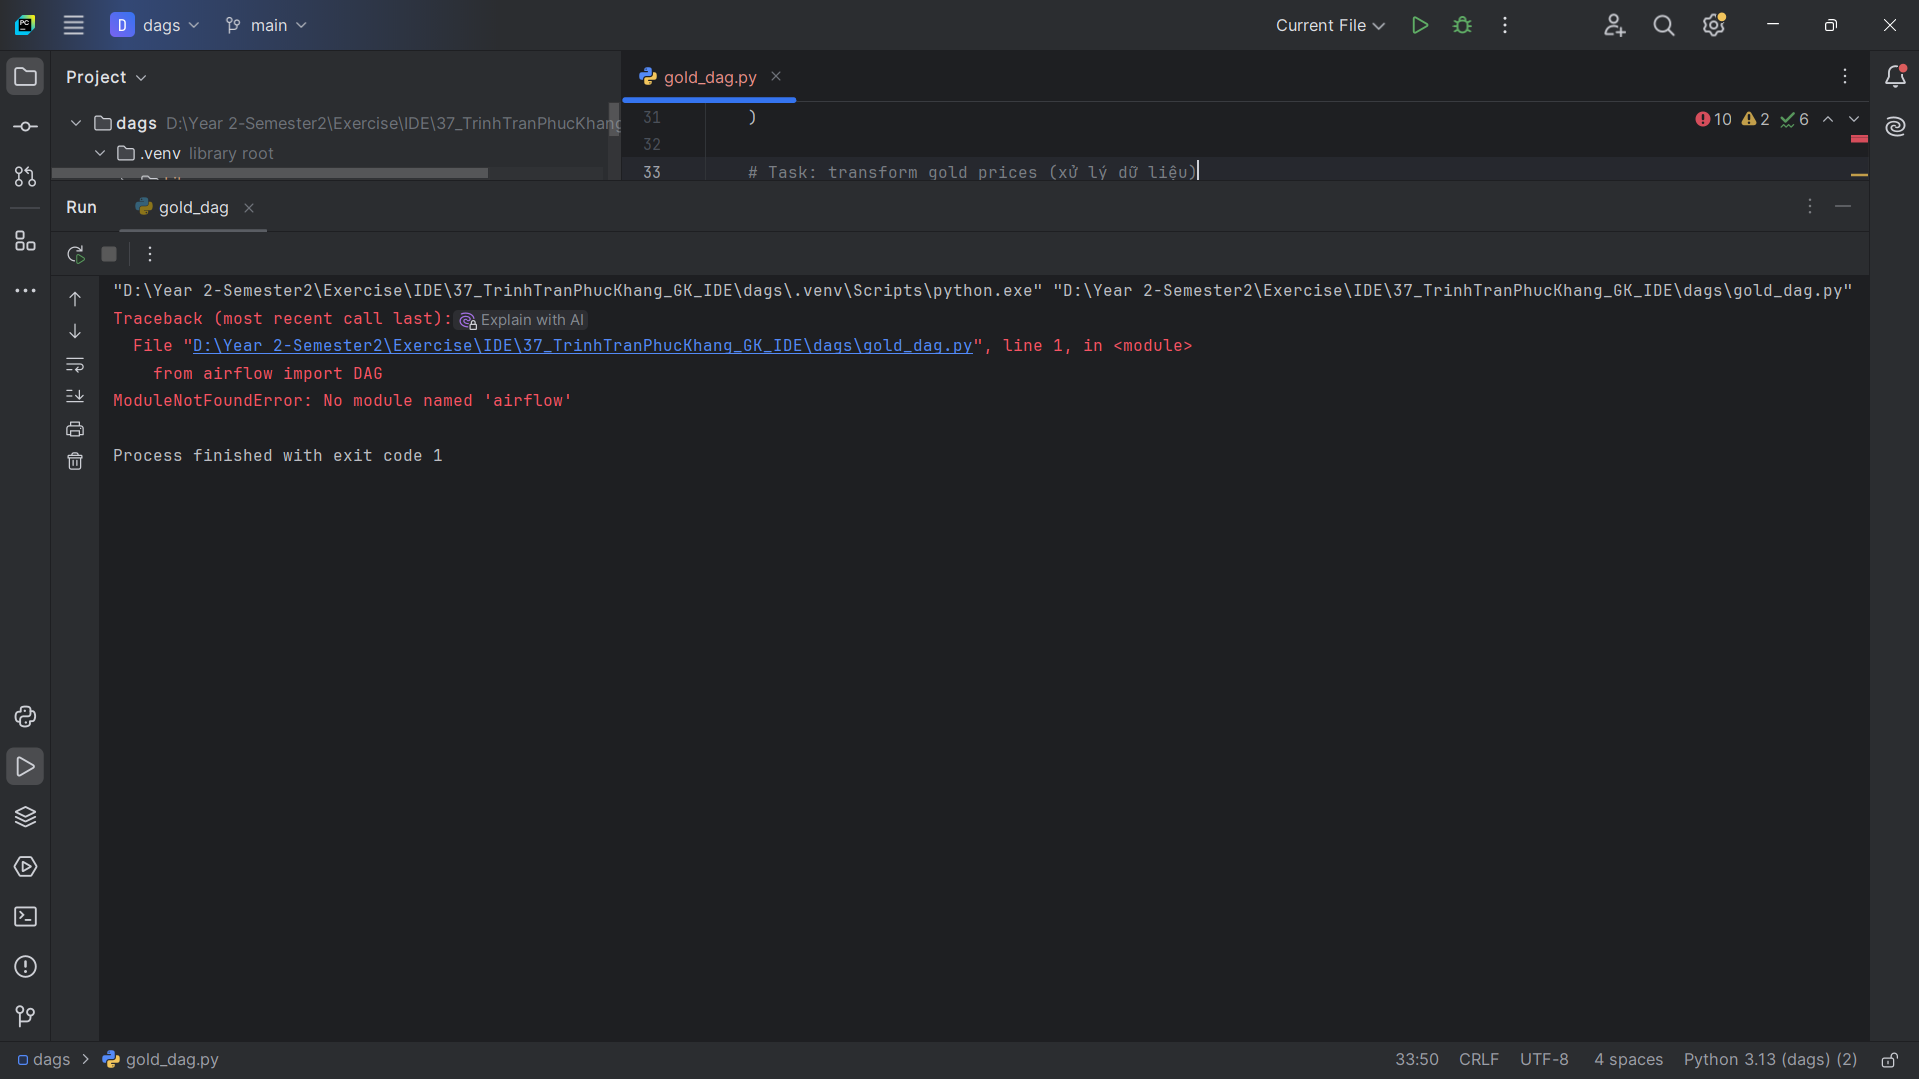 D dags main Current File
Project
gold_dag.py
dags D:\Year 2-Semester2\Exercise\IDE\37_TrinhTranPhucKhang
31 )
10 2 6
.venv library root
32
33 # Task: transform gold prices (xử lý dữ liệu)
Run gold_dag
"D:\Year 2-Semester2\Exercise\IDE\37_TrinhTranPhucKhang_GK_IDE\dags\.venv\Scripts\python.exe" "D:\Year 2-Semester2\Exercise\IDE\37_TrinhTranPhucKhang_GK_IDE\dags\gold_dag.py"
Traceback (most recent call last): Explain with AI
File "D:\Year 2-Semester2\Exercise\IDE\37_TrinhTranPhucKhang_GK_IDE\dags\gold_dag.py", line 1, in <module>
from airflow import DAG
ModuleNotFoundError: No module named 'airflow'
Process finished with exit code 1
dags > gold_dag.py 33:50 CRLF UTF-8 4 spaces Python 3.13 (dags) (2)